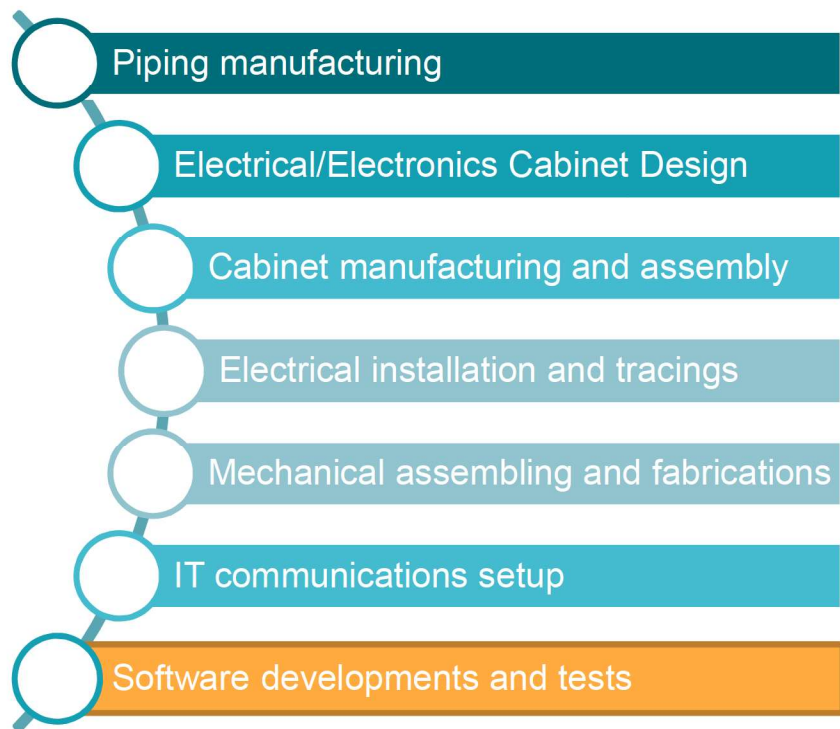 Piping manufacturing
Electrical/Electronics Cabinet Design
Cabinet manufacturing and assembly
Electrical installation and tracings
Mechanical assembling and fabrications
IT communications setup
Software developments and tests